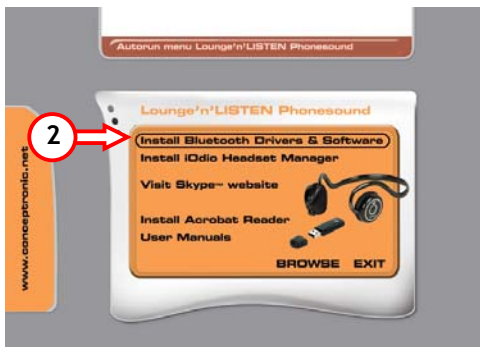 Autorun menu Lounge'n'LISTEN Phonesound
Lounge'n'LISTEN Phonesound
2
Install Bluetooth Drivers & Software
Install iOdio Headset Manager
Visit Skype™ website
Install Acrobat Reader
User Manuals
BROWSE EXIT
www.conceptronic.net